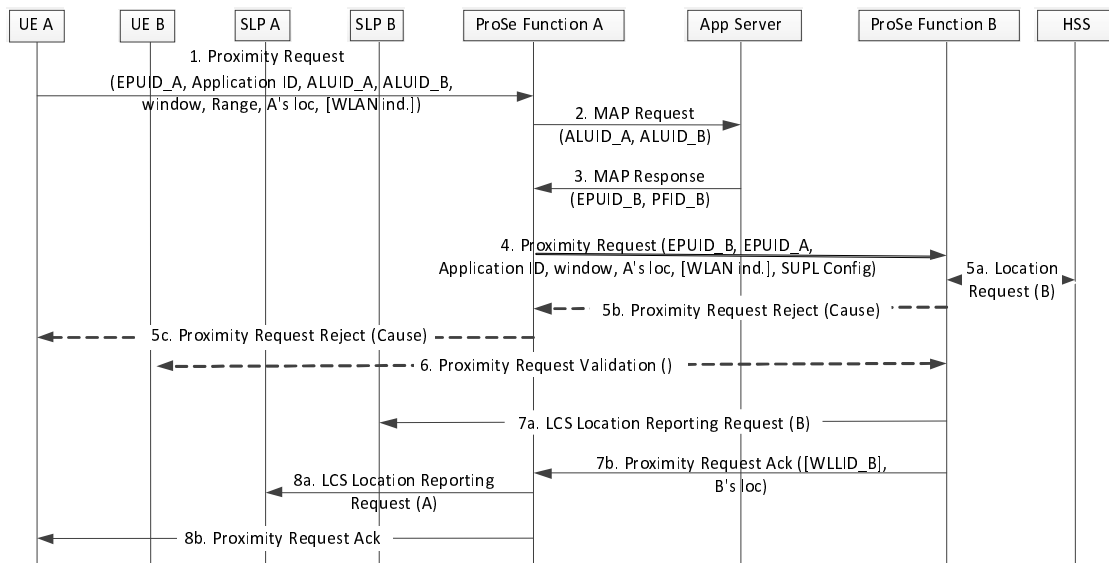 UE A
UE B
SLP A
SLP B
ProSe Function A
App Server
ProSe Function B
HSS
1. Proximity Request
(EPUID_A, Application ID, ALUID_A, ALUID_B,
window, Range, A's loc, [WLAN ind.])
2. MAP Request
(ALUID_A, ALUID_B)
3. MAP Response
(EPUID_B, PFID_B)
4. Proximity Request (EPUID_B, EPUID_A,
Application ID, window, A's loc, [WLAN ind.], SUPL Config)
5a. Location
Request (B)
5b. Proximity Request Reject (Cause)
5c. Proximity Request Reject (Cause)
6. Proximity Request Validation ()
7a. LCS Location Reporting Request (B)
7b. Proximity Request Ack ([WLLID_B],
B's loc)
8a. LCS Location Reporting
Request (A)
8b. Proximity Request Ack